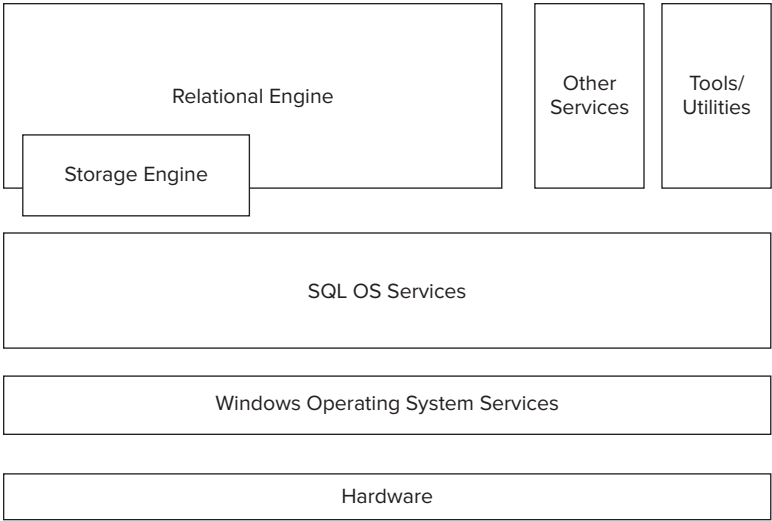 Relational Engine
Other
Services
Tools/
Utilities
Storage Engine
SQL OS Services
Windows Operating System Services
Hardware